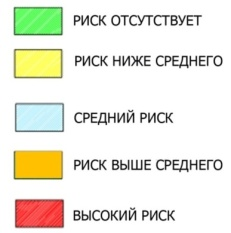 РИСК ОТСУТСТВУЕТ
РИСК НИЖЕ СРЕДНЕГО
СРЕДНИЙ РИСК
РИСК ВЫШЕ СРЕДНЕГО
ВЫСОКИЙ РИСК